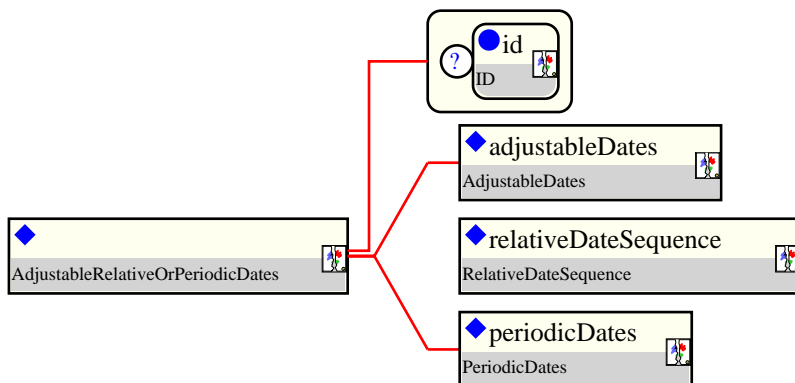 id
?
ID
adjustableDates
AdjustableDates
relativeDateSequence
AdjustableRelativeOrPeriodicDates
RelativeDateSequence
periodicDates
PeriodicDates